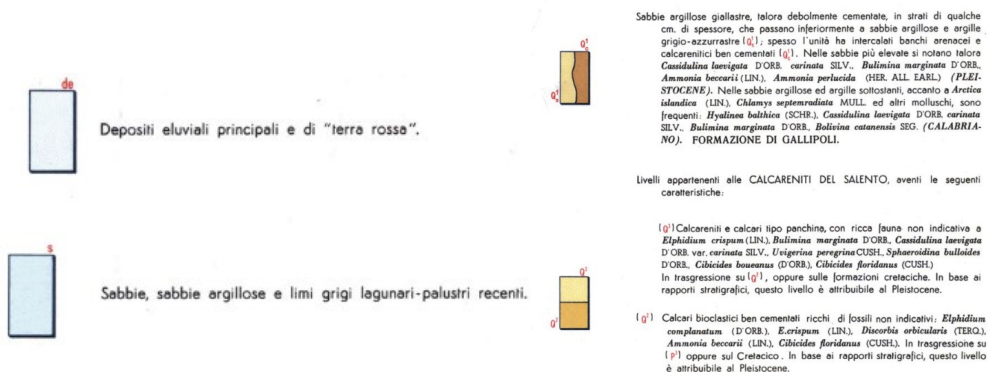 de
Depositi eluviali principali e di "terra rossa".
s
Sabbie, sabbie argillose e limi grigi lagunari-palustri recenti.
Sabbie argillose giallastre, talora debolmente cementate, in strati di qualche
cm. di spessore, che passano inferiormente a sabbie argillose e argille
grigio-azzurrastre; spesso l'unità ha intercalati banchi arenacei e
calcarenitici ben cementati. Nelle sabbie più elevate si notano talora
Cassidulina laevigata D'ORB. carinata SILV., Bulimina marginata D'ORB.,
Ammonia beccarii (LIN.), Ammonia perlucida (HER. ALL. EARL.) (PLEI-
STOCENE). Nelle sabbie argillose ed argille sottostanti, accanto a Arctica
islandica (LIN.), Chlamys septemradiata MULL. ed altri molluschi, sono
frequenti: Hyalinea balthica (SCHR.), Cassidulina laevigata D'ORB. carinata
SILV., Bulimina marginata D'ORB., Bolivina catanensis SEG. (CALABRIA-
NO). FORMAZIONE DI GALLIPOLI.
Livelli appartenenti alle CALCARENITI DEL SALENTO, aventi le seguenti
caratteristiche:
Calcareniti e calcari tipo panchina, con ricca fauna non indicativa a
Elphidium crispum (LIN.), Bulimina marginata D'ORB., Cassidulina laevigata
D'ORB. var. carinata SILV., Uvigerina peregrina CUSH., Sphaeroidina bulloides
D'ORB., Cibicides boueanus (D'ORB.), Cibicides floridanus (CUSH.)
In trasgressione su, oppure sulle formazioni cretaciche. In base ai
rapporti stratigrafici, questo livello è attribuibile al Pleistocene.
Calcari bioclastici ben cementati ricchi di fossili non indicativi: Elphidium
complanatum (D'ORB.), E.crispum (LIN.), Discorbis orbicularis (TERQ.),
Ammonia beccarii (LIN.), Cibicides floridanus (CUSH.). In trasgressione su
oppure sul Cretacico. In base ai rapporti stratigrafici, questo livello
è attribuibile al Pleistocene.